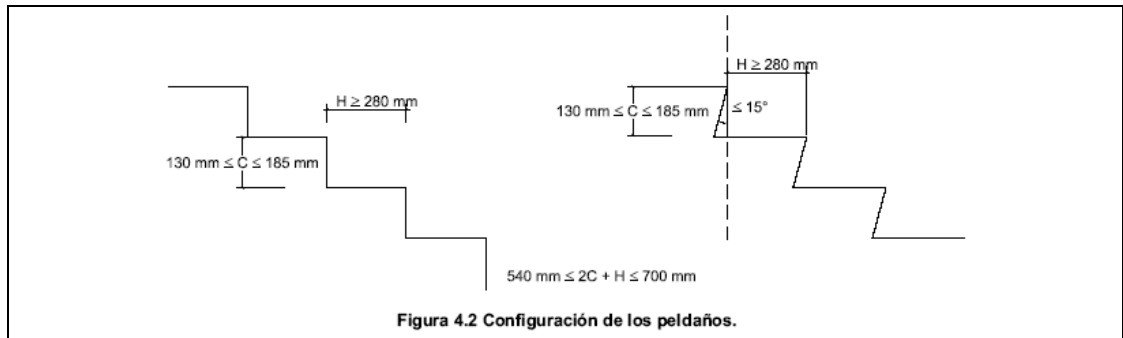 H ≥ 280 mm
130 mm ≤ C ≤ 185 mm
540 mm ≤ 2C + H ≤ 700 mm
H ≥ 280 mm
130 mm ≤ C ≤ 185 mm
≤ 15°
Figura 4.2 Configuración de los peldaños.